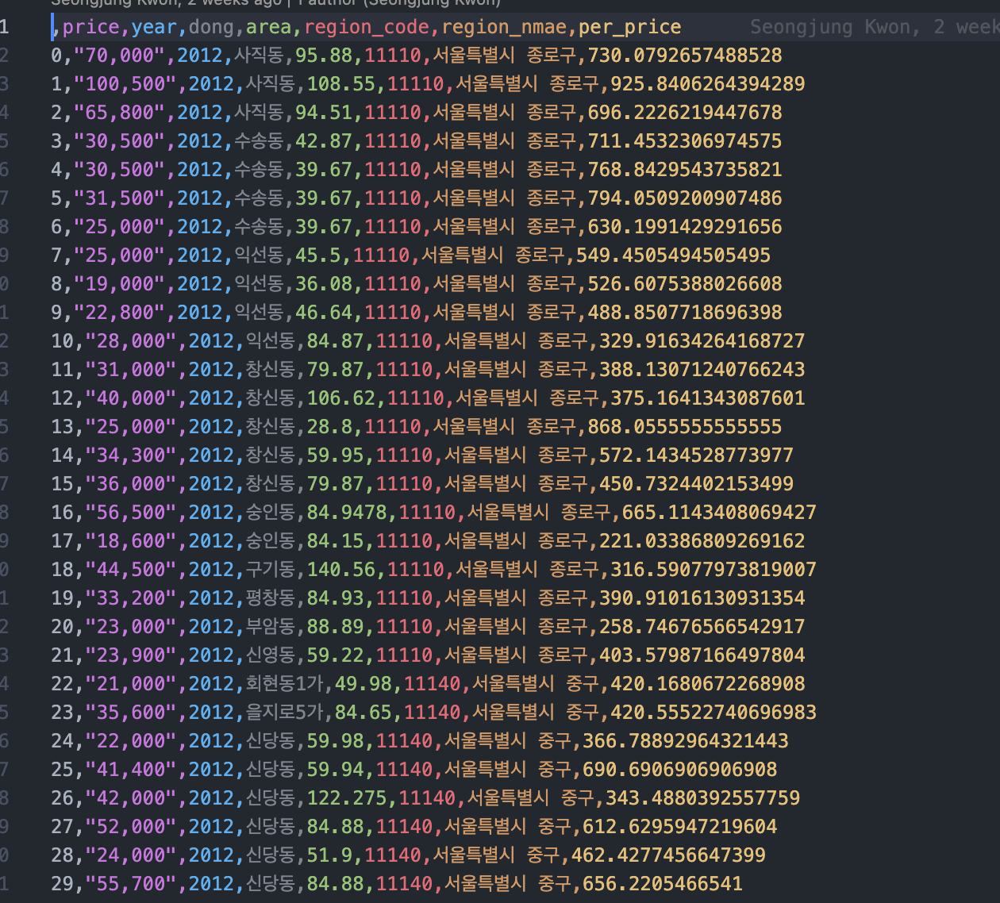 Seongjung Kwon, 2 weeks ago | 1 author (Seongjung Kwon)
1 ,price,year,dong,area,region_code,region_nmae,per_price Seongjung Kwon, 2 week
2 0,"70,000",2012,사직동,95.88,11110,서울특별시 종로구,730.0792657488528
3 1,"100,500",2012,사직동,108.55,11110,서울특별시 종로구,925.8406264394289
4 2,"65,800",2012,사직동,94.51,11110,서울특별시 종로구,696.2226219447678
5 3,"30,500",2012,수송동,42.87,11110,서울특별시 종로구,711.4532306974575
6 4,"30,500",2012,수송동,39.67,11110,서울특별시 종로구,768.8429543735821
7 5,"31,500",2012,수송동,39.67,11110,서울특별시 종로구,794.0509200907486
8 6,"25,000",2012,수송동,39.67,11110,서울특별시 종로구,630.1991429291656
9 7,"25,000",2012,익선동,45.5,11110,서울특별시 종로구,549.4505494505495
0 8,"19,000",2012,익선동,36.08,11110,서울특별시 종로구,526.6075388026608
1 9,"22,800",2012,익선동,46.64,11110,서울특별시 종로구,488.8507718696398
2 10,"28,000",2012,익선동,84.87,11110,서울특별시 종로구,329.91634264168727
3 11,"31,000",2012,창신동,79.87,11110,서울특별시 종로구,388.13071240766243
4 12,"40,000",2012,창신동,106.62,11110,서울특별시 종로구,375.1641343087601
5 13,"25,000",2012,창신동,28.8,11110,서울특별시 종로구,868.0555555555555
6 14,"34,300",2012,창신동,59.95,11110,서울특별시 종로구,572.1434528773977
7 15,"36,000",2012,창신동,79.87,11110,서울특별시 종로구,450.7324402153499
8 16,"56,500",2012,숭인동,84.9478,11110,서울특별시 종로구,665.1143408069427
9 17,"18,600",2012,숭인동,84.15,11110,서울특별시 종로구,221.03386809269162
0 18,"44,500",2012,구기동,140.56,11110,서울특별시 종로구,316.59077973819007
1 19,"33,200",2012,평창동,84.93,11110,서울특별시 종로구,390.91016130931354
2 20,"23,000",2012,부암동,88.89,11110,서울특별시 종로구,258.74676566542917
3 21,"23,900",2012,신영동,59.22,11110,서울특별시 종로구,403.57987166497804
4 22,"21,000",2012,회현동1가,49.98,11140,서울특별시 중구,420.1680672268908
5 23,"35,600",2012,을지로5가,84.65,11140,서울특별시 중구,420.55522740696983
6 24,"22,000",2012,신당동,59.98,11140,서울특별시 중구,366.78892964321443
7 25,"41,400",2012,신당동,59.94,11140,서울특별시 중구,690.6906906906908
8 26,"42,000",2012,신당동,122.275,11140,서울특별시 중구,343.4880392557759
9 27,"52,000",2012,신당동,84.88,11140,서울특별시 중구,612.6295947219604
0 28,"24,000",2012,신당동,51.9,11140,서울특별시 중구,462.4277456647399
1 29,"55,700",2012,신당동,84.88,11140,서울특별시 중구,656.2205466541